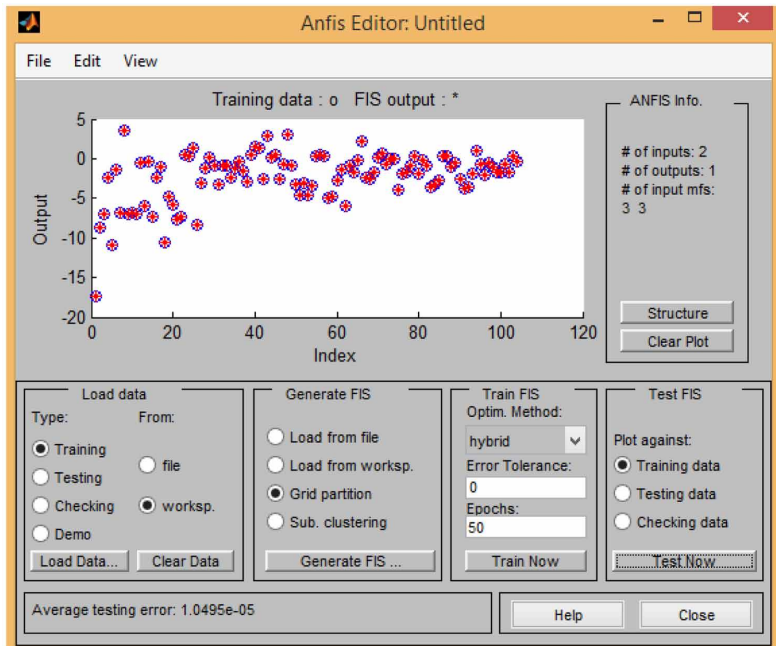 Anfis Editor: Untitled
File Edit View
Training data : o FIS output : *
5
0
-5
-10
-15
-20
Output
0 20 40 60 80 100 120
Index
ANFIS Info.
# of inputs: 2
# of outputs: 1
# of input mfs:
3 3
Structure
Clear Plot
Load data
Type: From:
Training
Testing
Checking
Demo
file
worksp.
Load Data... Clear Data
Generate FIS
Load from file
Load from worksp.
Grid partition
Sub. clustering
Generate FIS ...
Train FIS
Optim. Method:
hybrid
Error Tolerance:
0
Epochs:
50
Train Now
Test FIS
Plot against:
Training data
Testing data
Checking data
Test Now
Average testing error: 1.0495e-05
Help Close